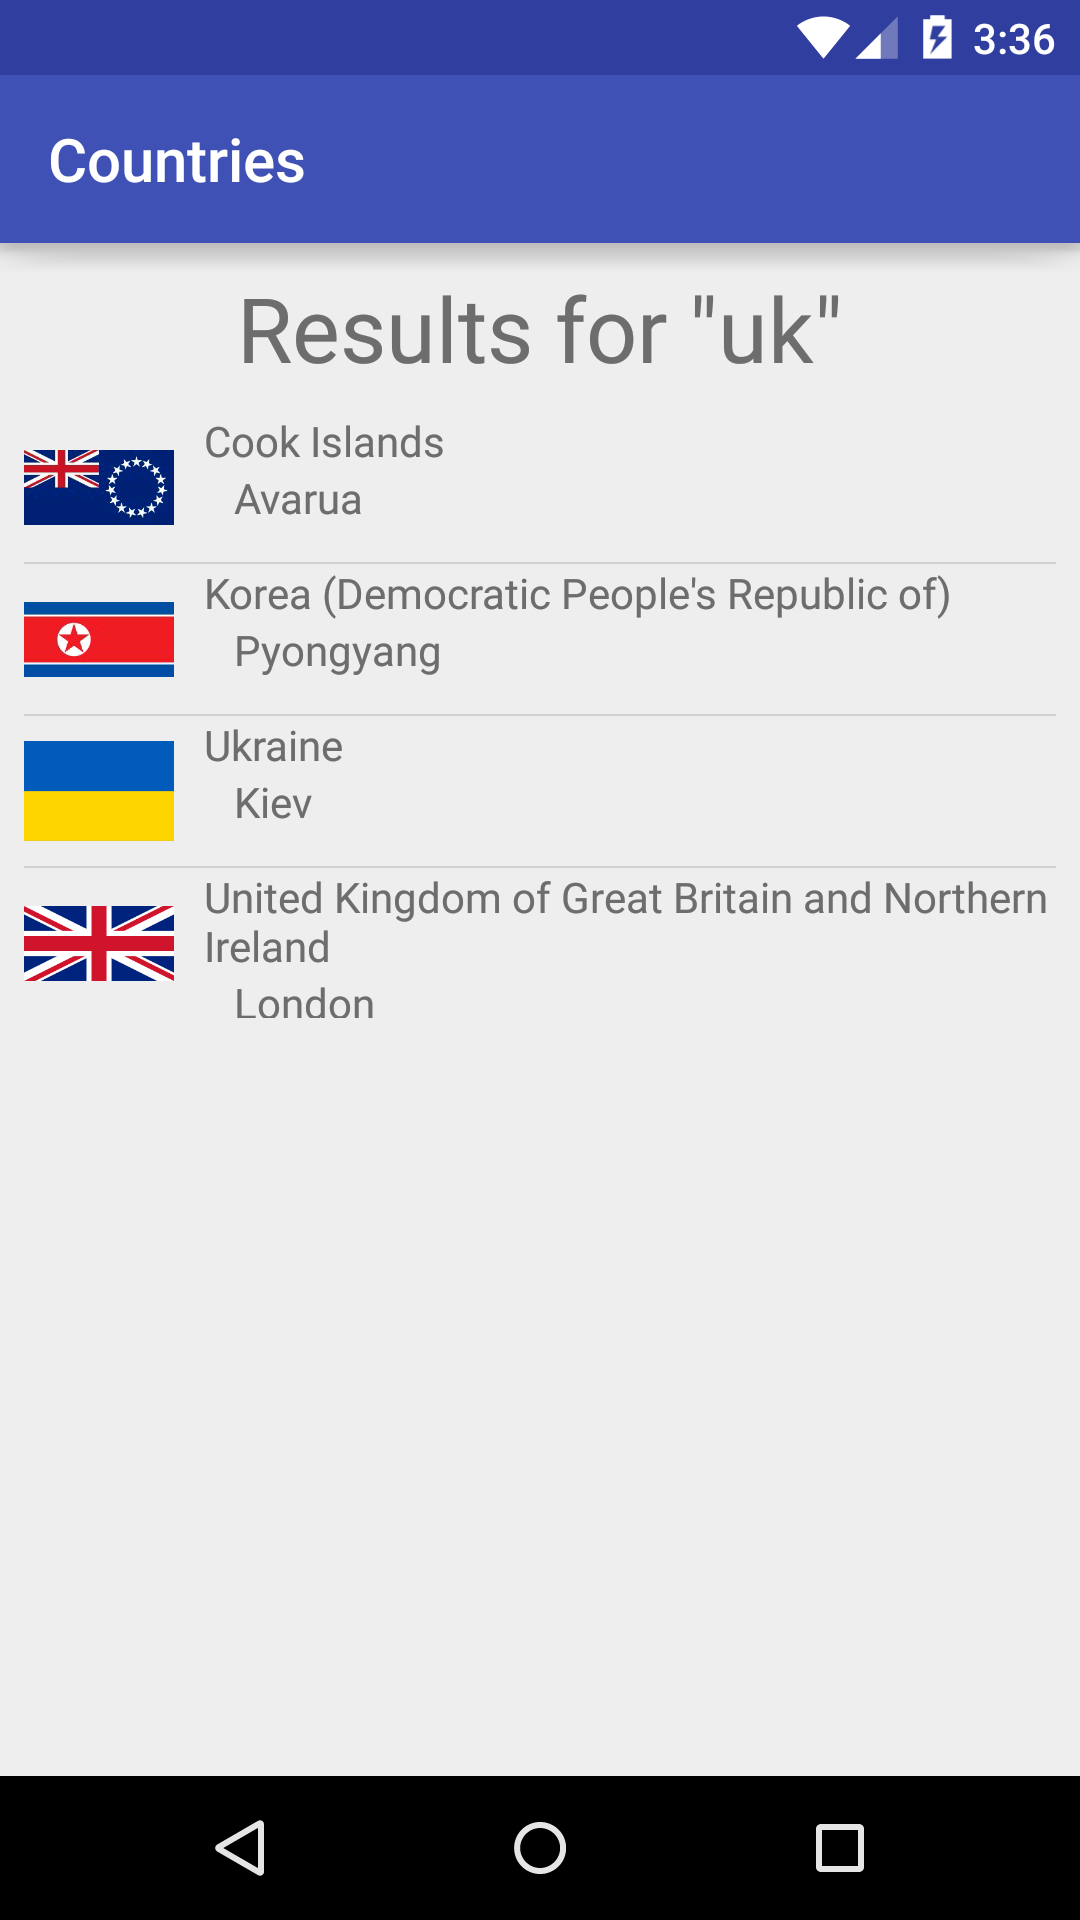 3:36
Countries
Results for "uk"
Cook Islands
Avarua
Korea (Democratic People's Republic of)
Pyongyang
Ukraine
Kiev
United Kingdom of Great Britain and Northern
Ireland
London